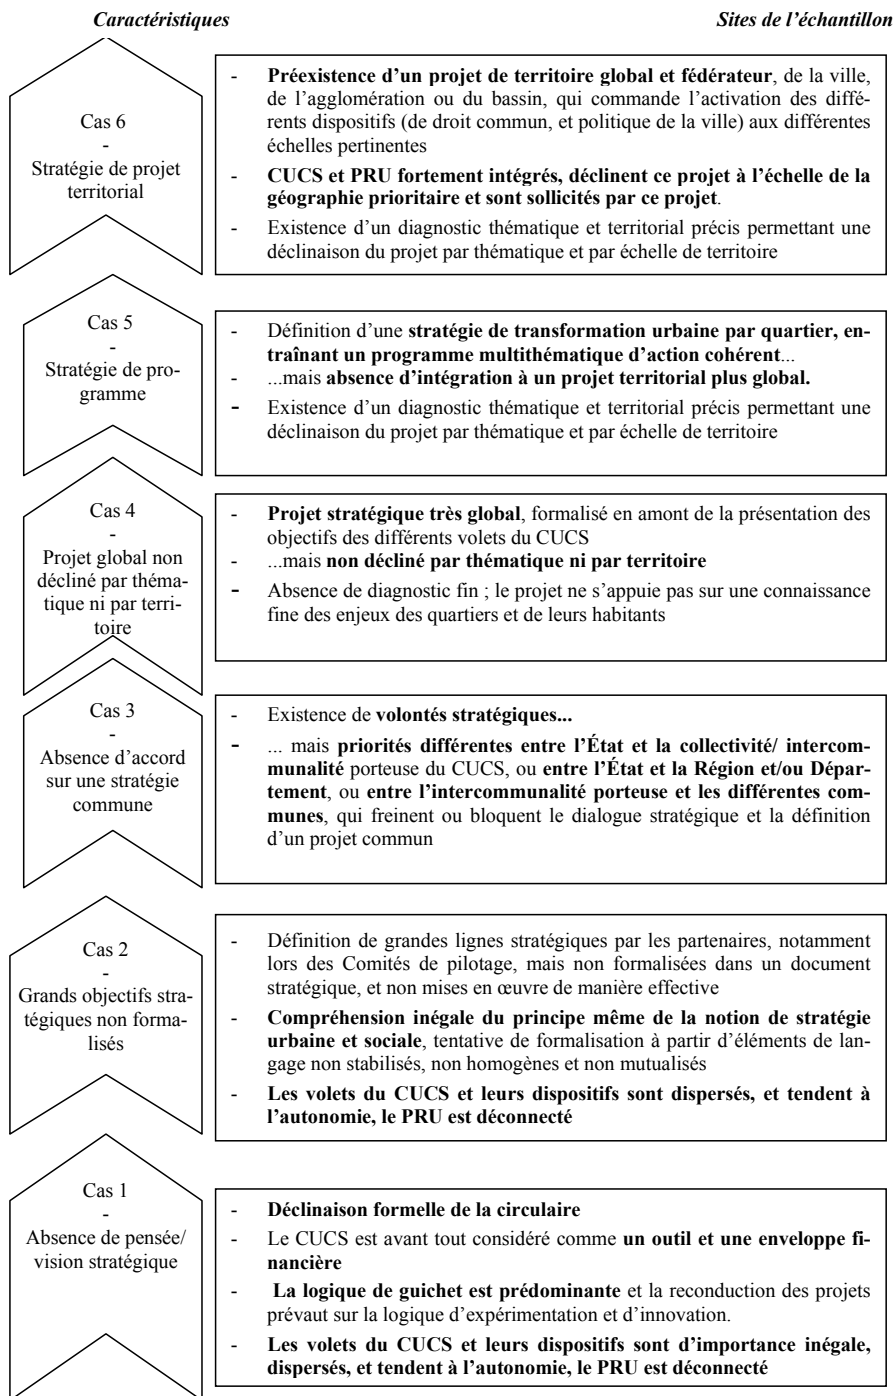 Caractéristiques
Sites de l’échantillon
Cas 6
-
Stratégie de projet
territorial
- Préexistence d’un projet de territoire global et fédérateur, de la ville,
de l’agglomération ou du bassin, qui commande l’activation des diffé-
rents dispositifs (de droit commun, et politique de la ville) aux différentes
échelles pertinentes
- CUCS et PRU fortement intégrés, déclinent ce projet à l’échelle de la
géographie prioritaire et sont sollicités par ce projet.
- Existence d’un diagnostic thématique et territorial précis permettant une
déclinaison du projet par thématique et par échelle de territoire
Cas 5
-
Stratégie de pro-
gramme
- Définition d’une stratégie de transformation urbaine par quartier, en-
traînant un programme multithématique d’action cohérent...
- ...mais absence d’intégration à un projet territorial plus global.
- Existence d’un diagnostic thématique et territorial précis permettant une
déclinaison du projet par thématique et par échelle de territoire
Cas 4
-
Projet global non
décliné par théma-
tique ni par terri-
toire
- Projet stratégique très global, formalisé en amont de la présentation des
objectifs des différents volets du CUCS
- ...mais non décliné par thématique ni par territoire
- Absence de diagnostic fin ; le projet ne s’appuie pas sur une connaissance
fine des enjeux des quartiers et de leurs habitants
Cas 3
-
Absence d’accord
sur une stratégie
commune
- Existence de volontés stratégiques...
- ... mais priorités différentes entre l’État et la collectivité/ intercom-
munalité porteuse du CUCS, ou entre l’État et la Région et/ou Dépar-
tement, ou entre l’intercommunalité porteuse et les différentes com-
munes, qui freinent ou bloquent le dialogue stratégique et la définition
d’un projet commun
Cas 2
-
Grands objectifs stra-
tégiques non forma-
lisés
- Définition de grandes lignes stratégiques par les partenaires, notamment
lors des Comités de pilotage, mais non formalisées dans un document
stratégique, et non mises en œuvre de manière effective
- Compréhension inégale du principe même de la notion de stratégie
urbaine et sociale, tentative de formalisation à partir d’éléments de lan-
gage non stabilisés, non homogènes et non mutualisés
- Les volets du CUCS et leurs dispositifs sont dispersés, et tendent à
l’autonomie, le PRU est déconnecté
Cas 1
-
Absence de pensée/
vision stratégique
- Déclinaison formelle de la circulaire
- Le CUCS est avant tout considéré comme un outil et une enveloppe fi-
nancière
- La logique de guichet est prédominante et la reconduction des projets
prévaut sur la logique d’expérimentation et d’innovation.
- Les volets du CUCS et leurs dispositifs sont d’importance inégale,
dispersés, et tendent à l’autonomie, le PRU est déconnecté